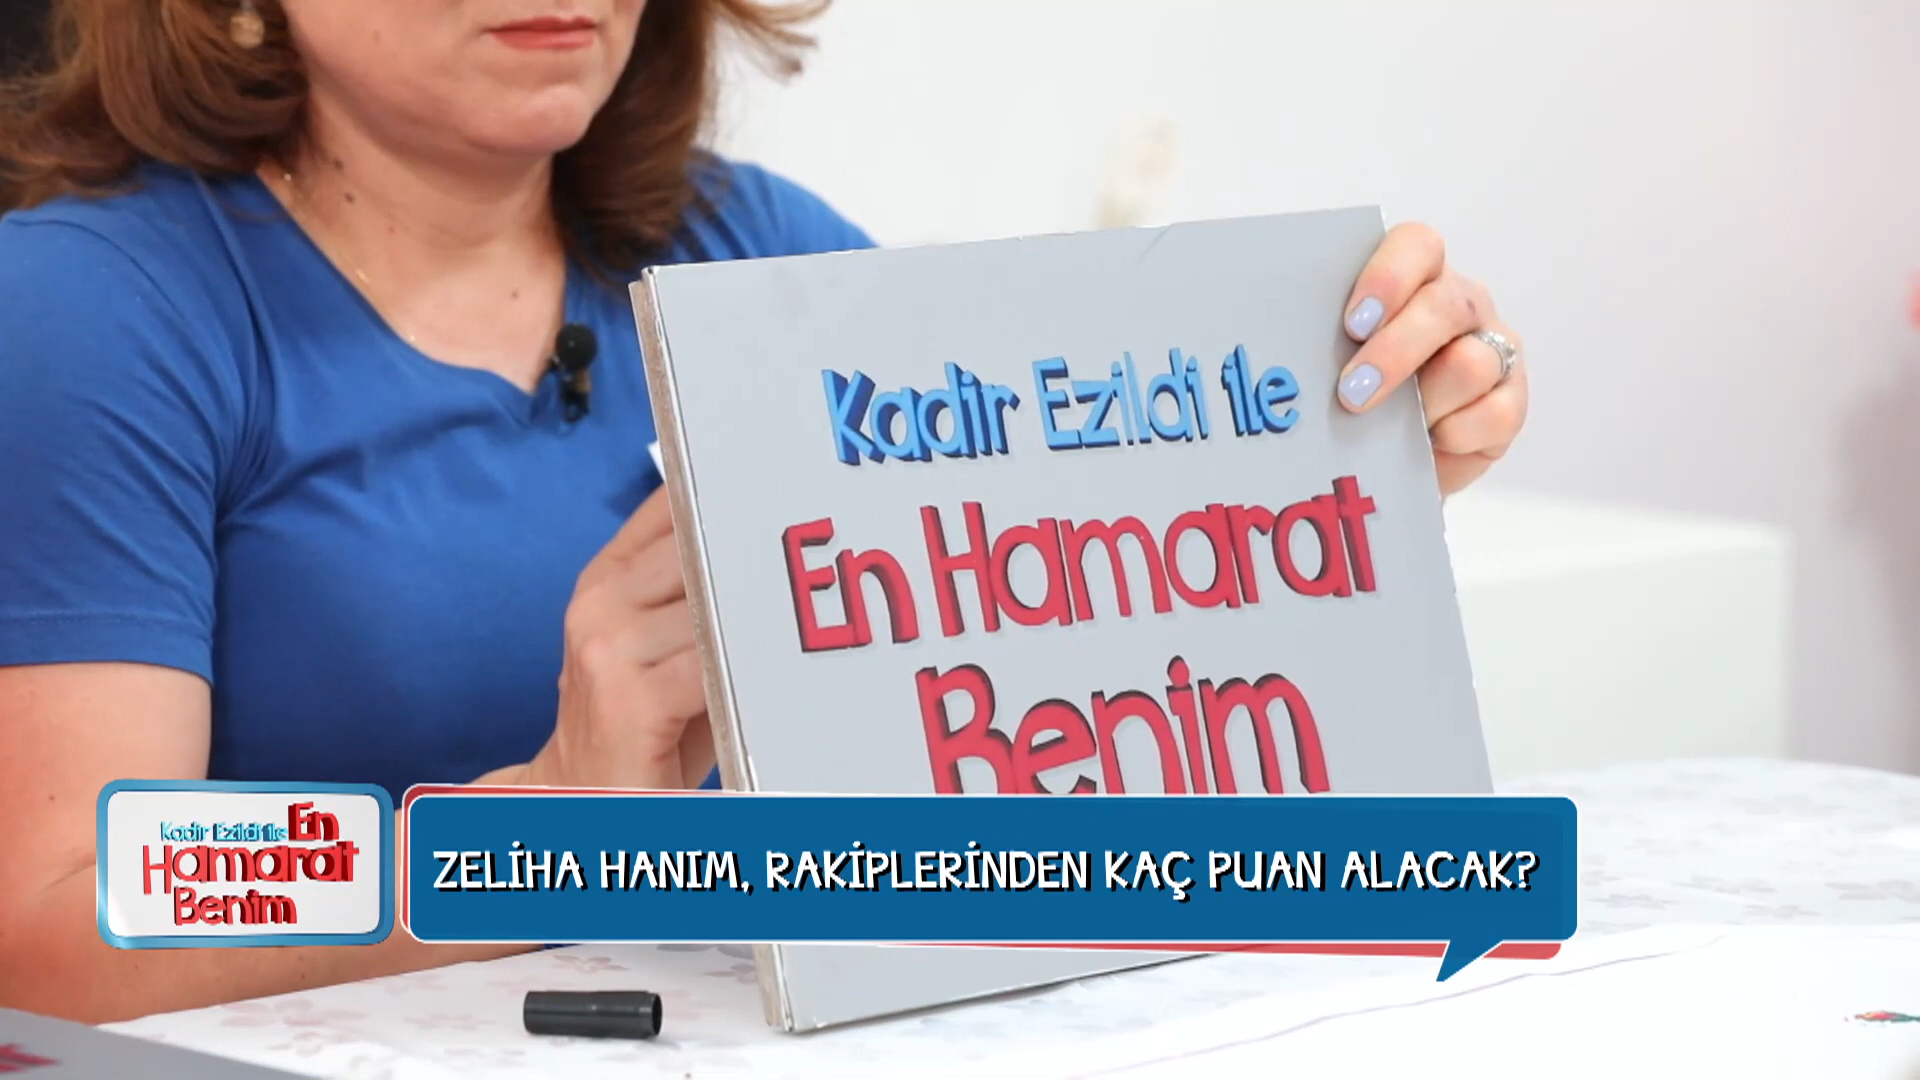 Kadir Ezildi ile
En Hamarat
Benim
Kadir Ezildi ile En
Hamarat
Benim
ZELİHA HANIM, RAKİPLERİNDEN KAÇ PUAN ALACAK?